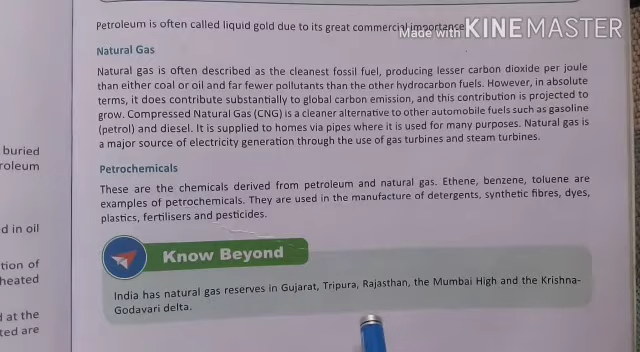 Petroleum is often called liquid gold due to its great commercial importance
Made with KINEMASTER
Natural Gas
Natural gas is often described as the cleanest fossil fuel, producing lesser carbon dioxide per joule
than either coal or oil and far fewer pollutants than the other hydrocarbon fuels. However, in absolute
terms, it does contribute substantially to global carbon emission, and this contribution is projected to
grow. Compressed Natural Gas (CNG) is a cleaner alternative to other automobile fuels such as gasoline
(petrol) and diesel. It is supplied to homes via pipes where it is used for many purposes. Natural gas is
a major source of electricity generation through the use of gas turbines and steam turbines.
Petrochemicals
These are the chemicals derived from petroleum and natural gas. Ethene, benzene, toluene are
examples of petrochemicals. They are used in the manufacture of detergents, synthetic fibres, dyes,
plastics, fertilisers and pesticides.
Know Beyond
India has natural gas reserves in Gujarat, Tripura, Rajasthan, the Mumbai High and the Krishna-
Godavari delta.
buried
roleum
d in oil
tion of
heated
at the
ted are